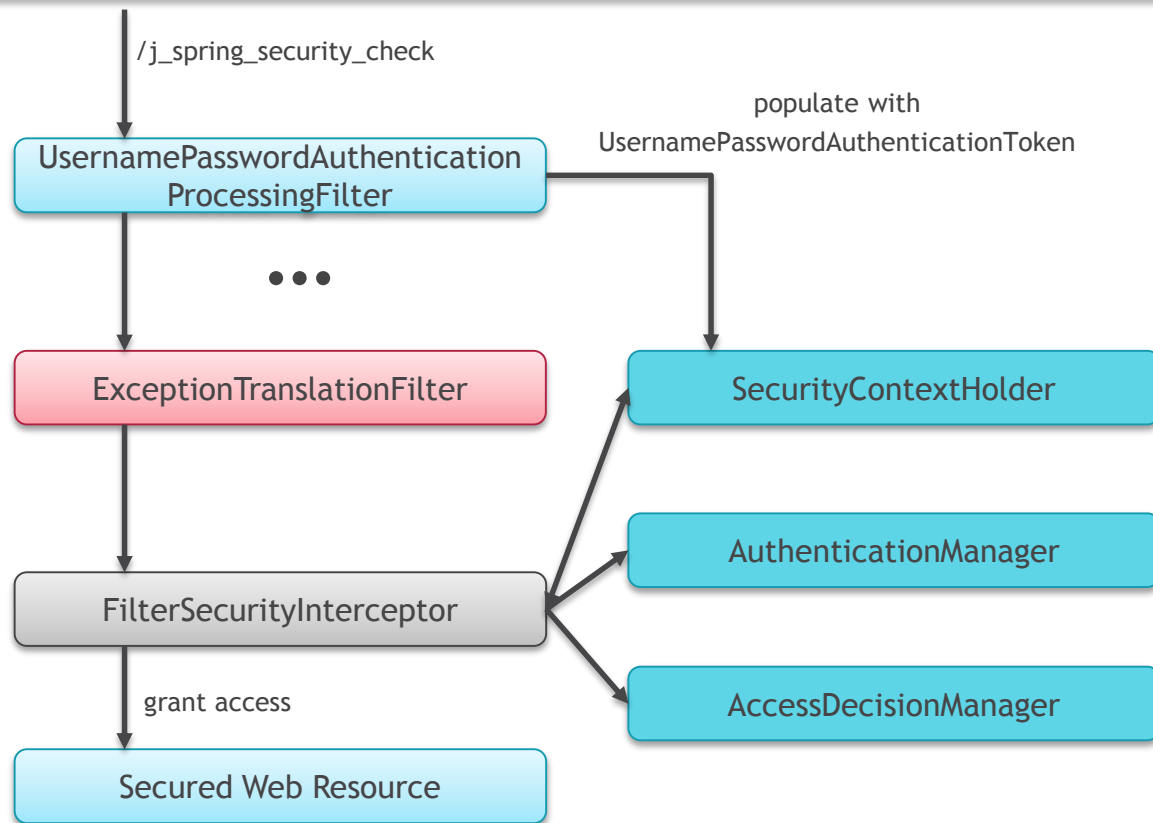 /j_spring_security_check
populate with
UsernamePasswordAuthenticationToken
UsernamePasswordAuthentication
ProcessingFilter
ExceptionTranslationFilter
SecurityContextHolder
AuthenticationManager
FilterSecurityInterceptor
grant access
AccessDecisionManager
Secured Web Resource